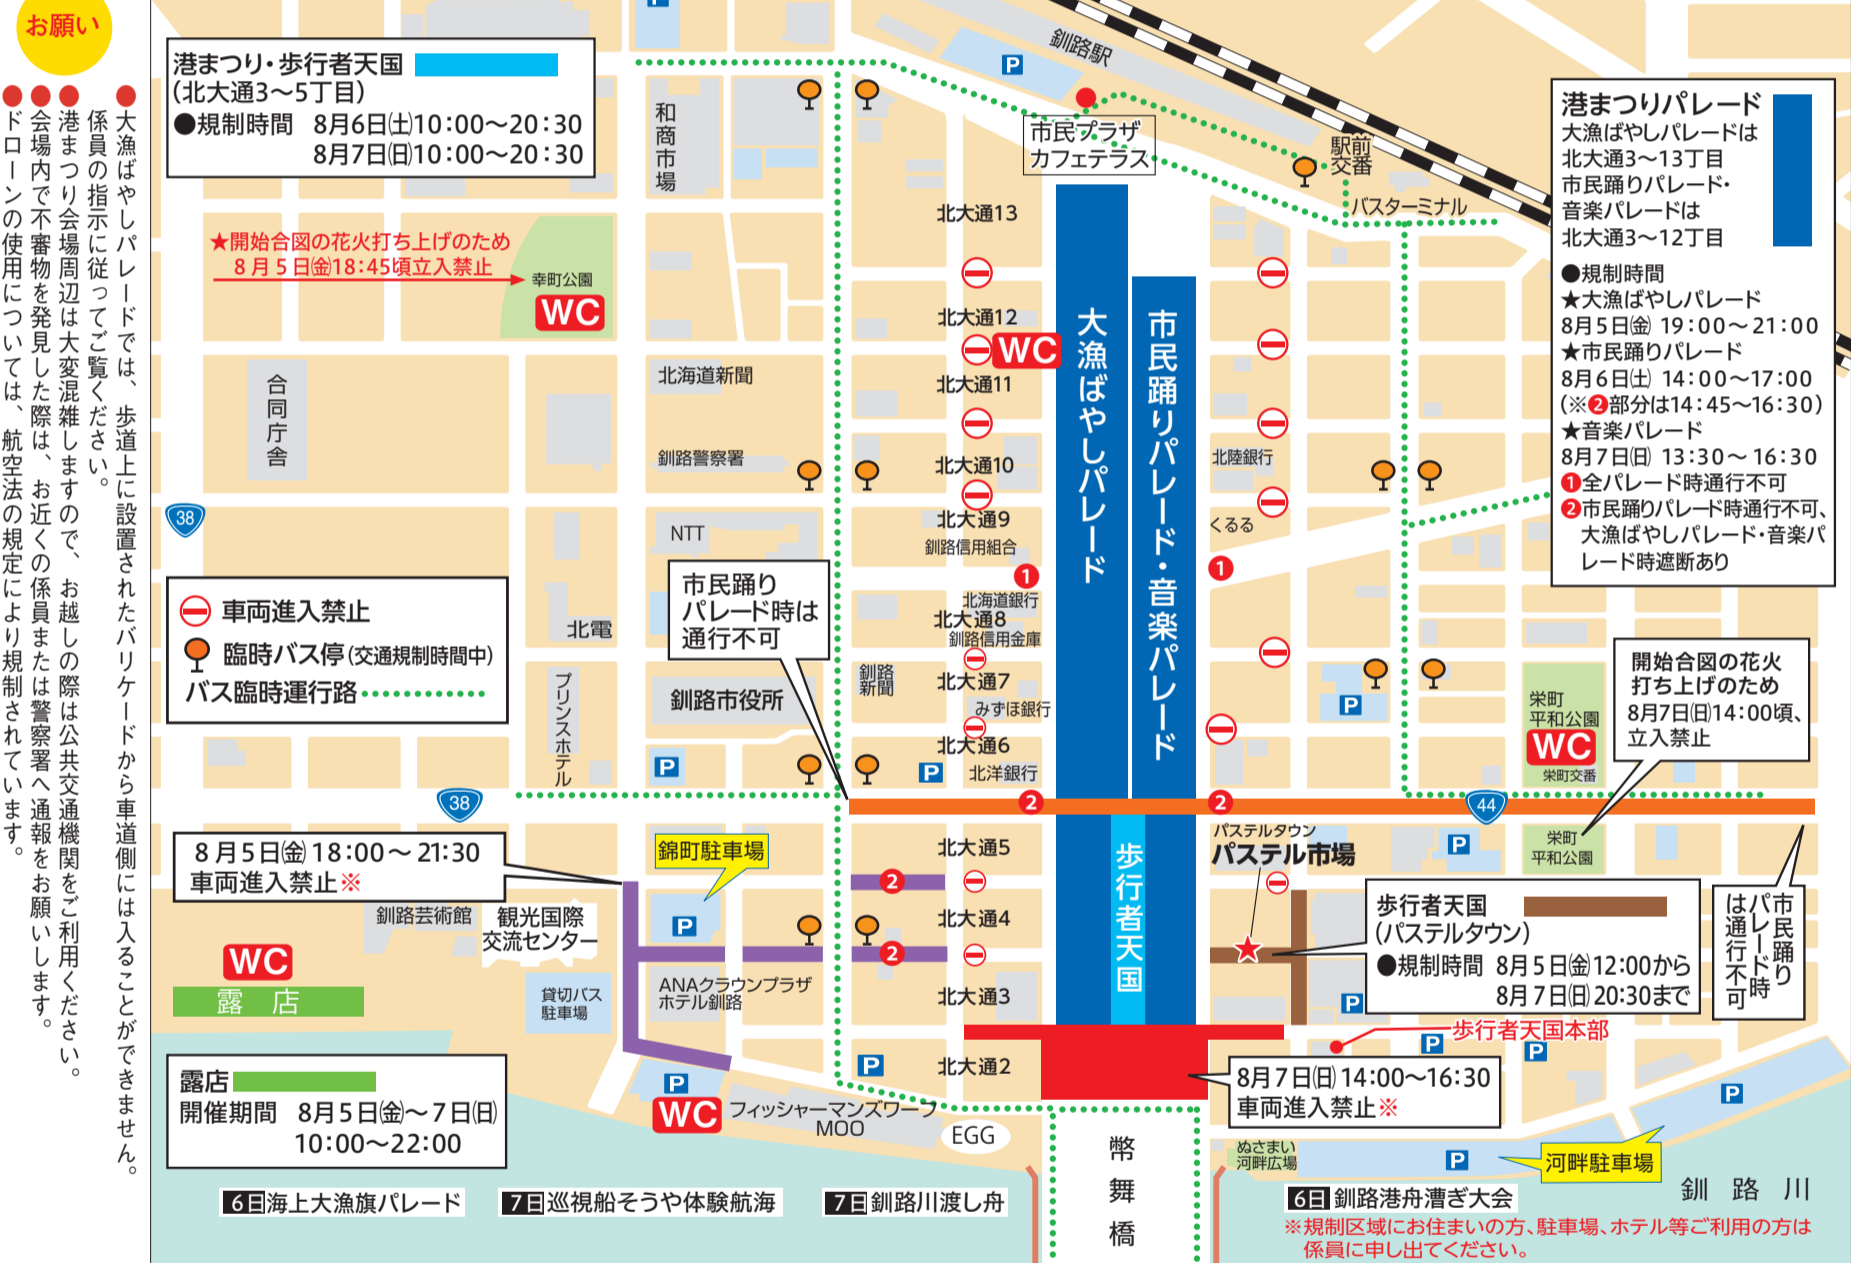 お願い
●大漁ばやしパレードでは、歩道上に設置されたバリケードから車道側には入ることができません。
係員の指示に従ってご覧ください。
●港まつり会場周辺は大変混雑しますので、お越しの際は公共交通機関をご利用ください。
●会場内で不審物を発見した際は、お近くの係員または警察署へ通報をお願いします。
●ドローンの使用については、航空法の規定により規制されています。
港まつり・歩行者天国
(北大通3〜5丁目)
●規制時間 8月6日㈯10:00〜20:30
8月7日㈰10:00〜20:30
P
釧路駅
P
和商市場
市民プラザ
カフェテラス
駅前
交番
バスターミナル
港まつりパレード
大漁ばやしパレードは
北大通3〜13丁目
市民踊りパレード・
音楽パレードは
北大通3〜12丁目
●規制時間
★大漁ばやしパレード
8月5日㈮ 19:00〜21:00
★市民踊りパレード
8月6日㈯ 14:00〜17:00
(※❷部分は14:45〜16:30)
★音楽パレード
8月7日㈰ 13:30〜16:30
❶全パレード時通行不可
❷市民踊りパレード時通行不可、
大漁ばやしパレード・音楽パ
レード時遮断あり
★開始合図の花火打ち上げのため
8月5日㈮18:45頃立入禁止
幸町公園
WC
北大通13
北大通12
WC
北大通11
北大通10
北大通9
釧路信用組合
1
北海道銀行
北大通8
釧路信用金庫
北大通7
みずほ銀行
北大通6
北洋銀行
P
2
大漁ばやしパレード
市民踊りパレード・音楽パレード
北陸銀行
くるる
1
2
合同庁舎
北海道新聞
釧路警察署
38
NTT
北電
プリンスホテル
釧路市役所
釧路
新聞
P
市民踊り
パレード時は
通行不可
車両進入禁止
臨時バス停(交通規制時間中)
バス臨時運行路
P
栄町
平和公園
WC
栄町交番
開始合図の花火
打ち上げのため
8月7日㈰14:00頃、
立入禁止
38
44
8月5日㈮18:00〜21:30
車両進入禁止※
錦町駐車場
P
北大通5
2
北大通4
2
北大通3
北大通2
歩行者天国
パステルタウン
パステル市場
P
栄町
平和公園
歩行者天国
(パステルタウン)
●規制時間 8月5日㈮12:00から
8月7日㈰20:30まで
市民踊り
パレード時
は通行不可
釧路芸術館
観光国際
交流センター
WC
露店
貸切バス
駐車場
ANAクラウンプラザ
ホテル釧路
P
歩行者天国本部
P
P
8月7日㈰14:00〜16:30
車両進入禁止※
露店
開催期間 8月5日㈮〜7日㈰
10:00〜22:00
P
P
WC
フィッシャーマンズワーフ
MOO
EGG
幣舞橋
ぬさまい
河畔広場
P
河畔駐車場
P
釧路川
6日海上大漁旗パレード
7日巡視船そうや体験航海
7日釧路川渡し舟
6日釧路港舟漕ぎ大会
※規制区域にお住まいの方、駐車場、ホテル等ご利用の方は
係員に申し出てください。